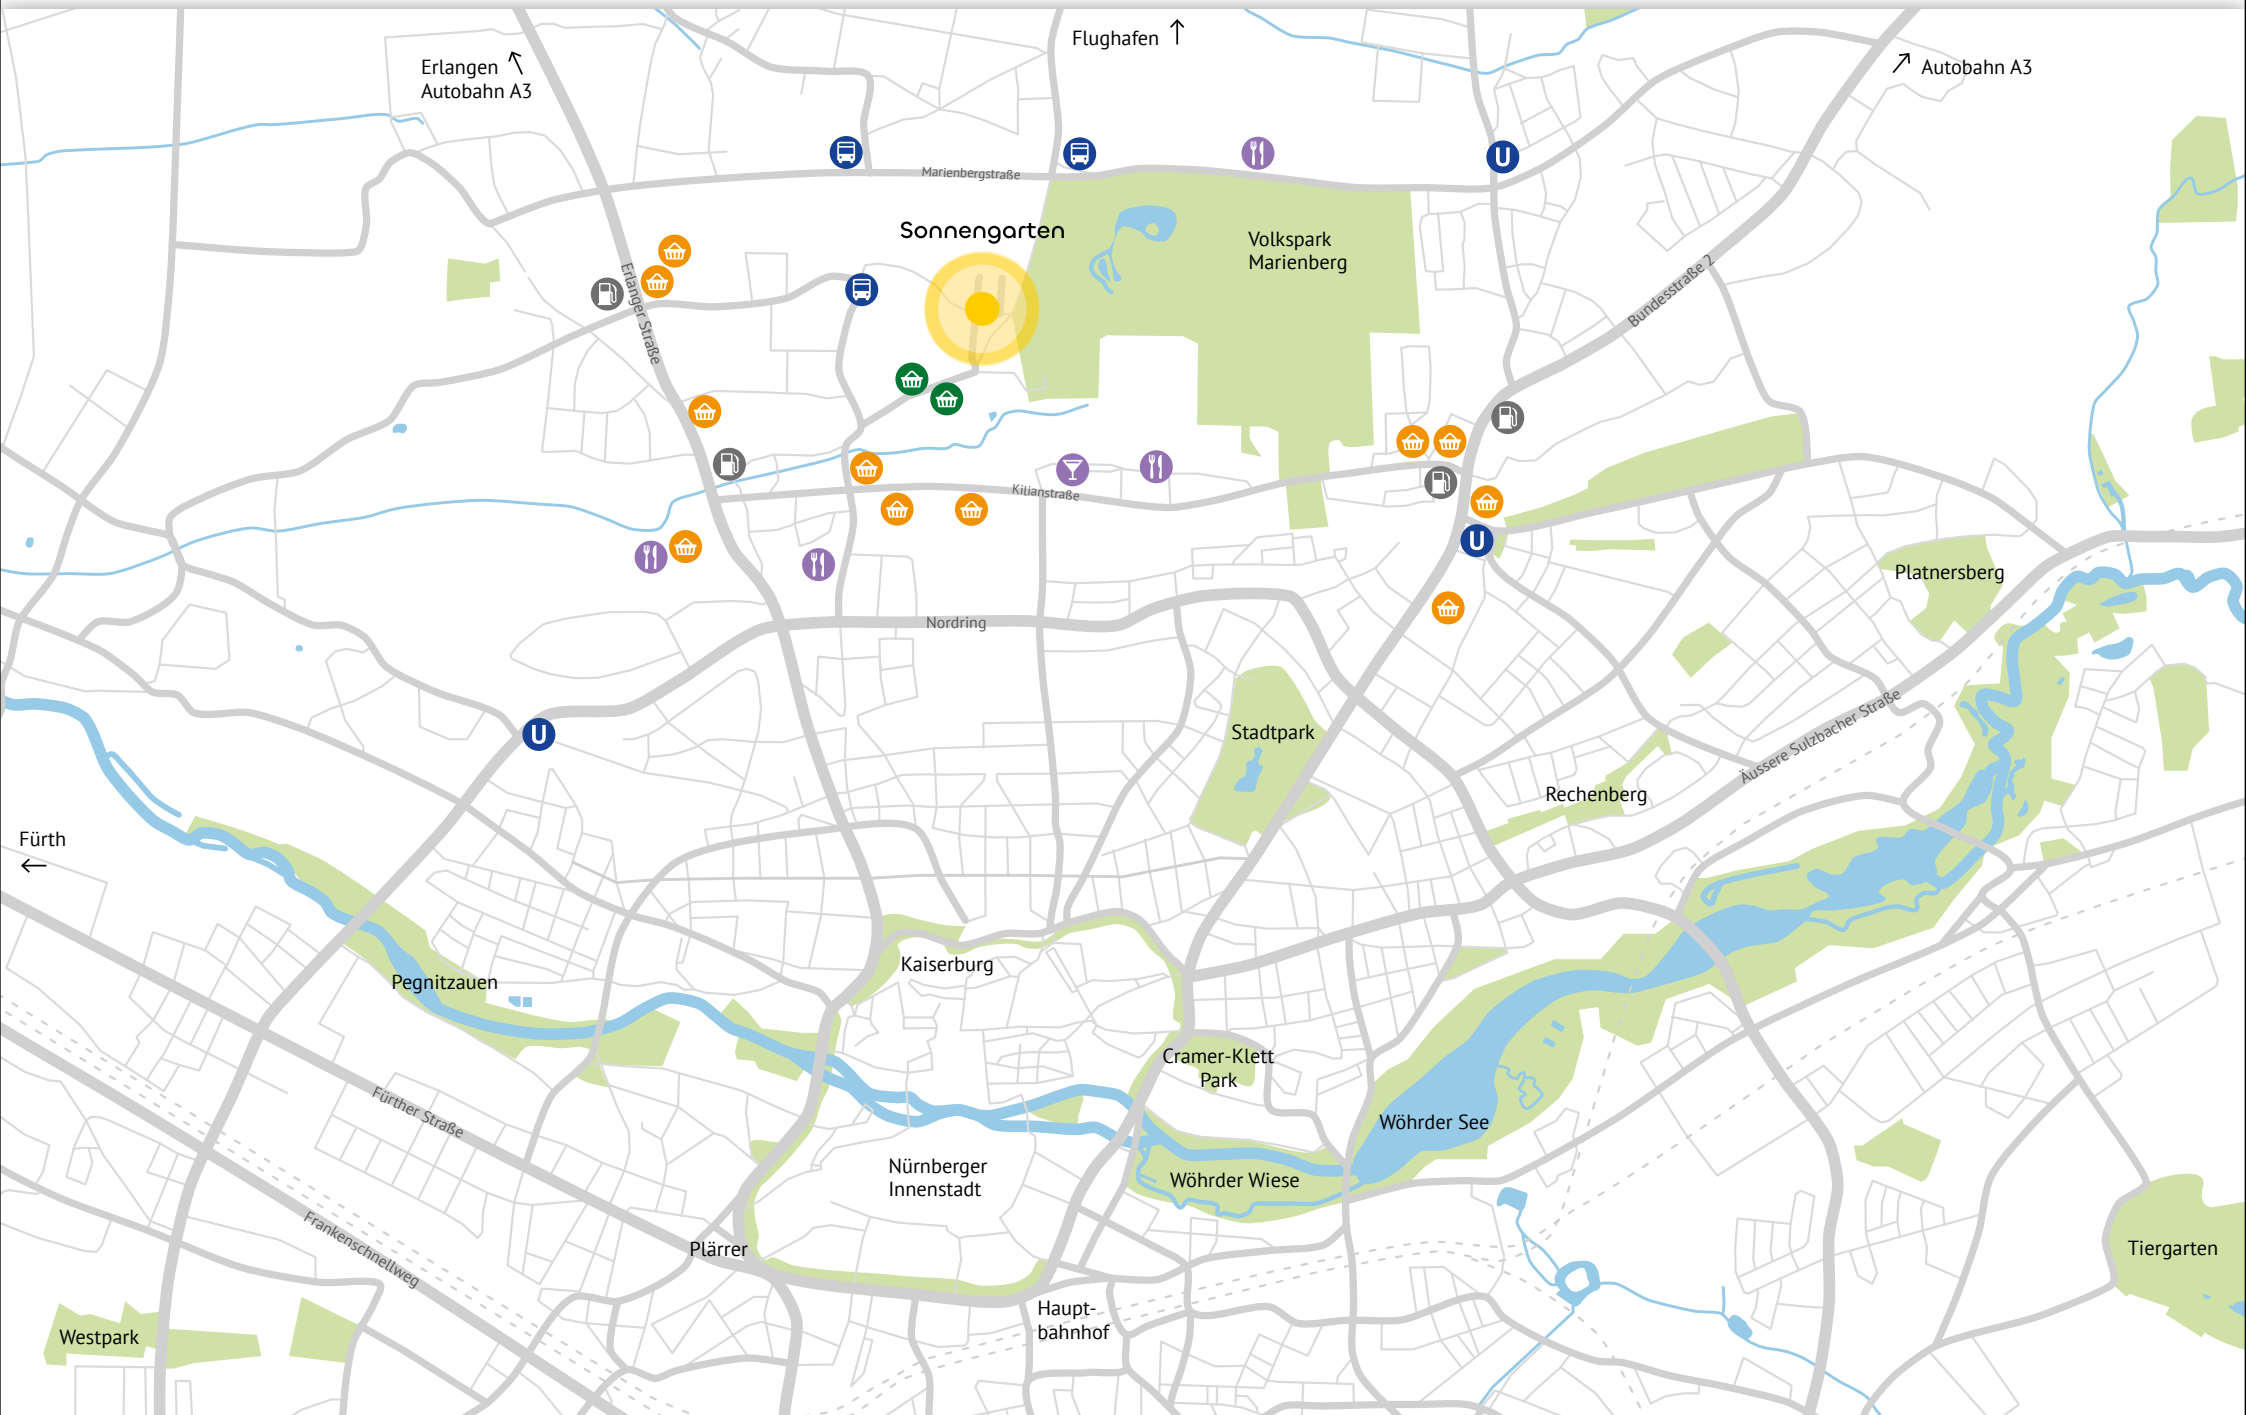 Flughafen
Erlangen
Autobahn A3
Autobahn A3
Marienbergstraße
Sonnengarten
Volkspark
Marienberg
Erlanger Straße
Bundesstraße 2
U
Kilianstraße
U
Platnersberg
Nordring
U
Stadtpark
Äussere Sulzbacher Straße
Rechenberg
Fürth
Kaiserburg
Pegnitzauen
Cramer-Klett
Park
Fürther Straße
Wöhrder See
Nürnberger
Innenstadt
Wöhrder Wiese
Frankenschnellweg
Plärrer
Tiergarten
Haupt-
bahnhof
Westpark